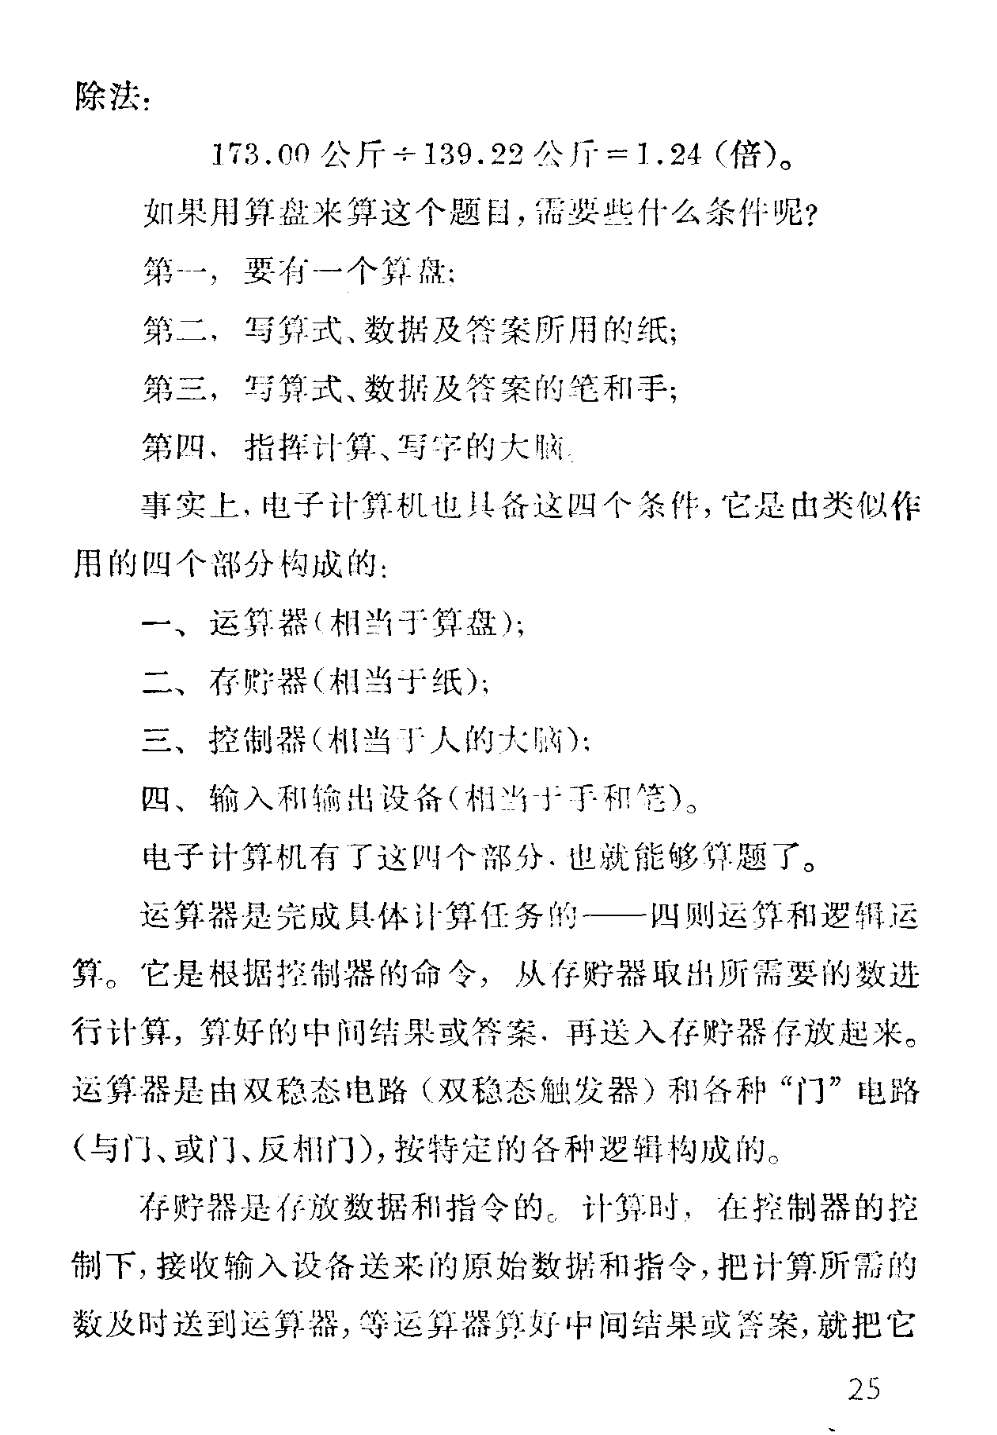 除法：
173.00公斤÷139.22公斤＝1.24（倍）。
如果用算盘来算这个题目，需要些什么条件呢？
第一，要有一个算盘；
第二，写算式、数据及答案所用的纸；
第三，写算式、数据及答案的笔和手；
第四，指挥计算、写字的大脑。
事实上，电子计算机也具备这四个条件，它是由类似作
用的四个部分构成的：
一、运算器（相当于算盘）；
二、存贮器（相当于纸）；
三、控制器（相当于人的大脑）；
四、输入和输出设备（相当于手和笔）。
电子计算机有了这四个部分，也就能够算题了。
运算器是完成具体计算任务的——四则运算和逻辑运
算。它是根据控制器的命令，从存贮器取出所需要的数进
行计算，算好的中间结果或答案，再送入存贮器存放起来。
运算器是由双稳态电路（双稳态触发器）和各种“门”电路
（与门、或门、反相门），按特定的各种逻辑构成的。
存贮器是存放数据和指令的。计算时，在控制器的控
制下，接收输入设备送来的原始数据和指令，把计算所需的
数及时送到运算器，等运算器算好中间结果或答案，就把它
25